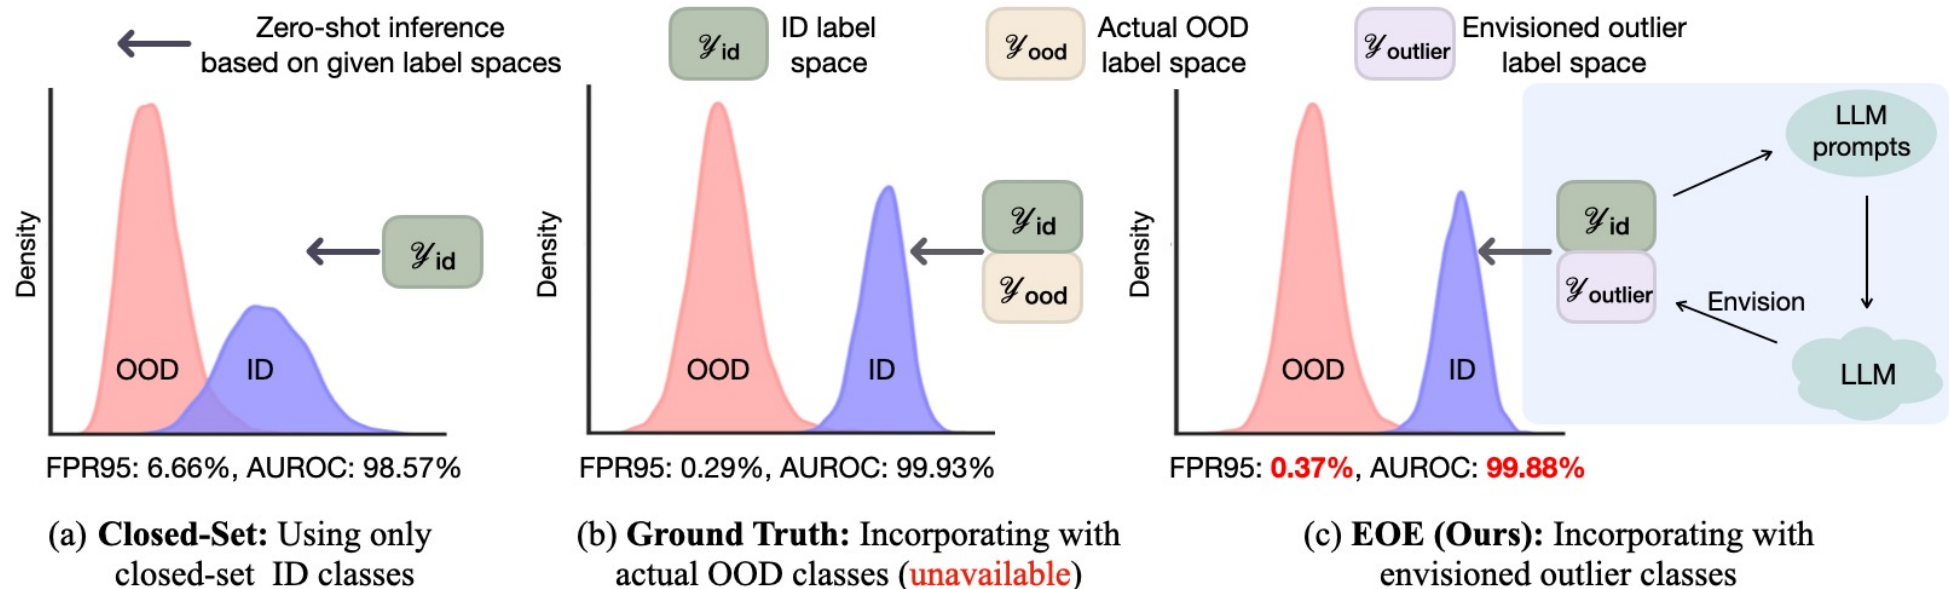 Zero-shot inference
based on given label spaces
𝒴id
ID label
space
𝒴ood
Actual OOD
label space
𝒴outlier
Envisioned outlier
label space
Density
OOD
ID
𝒴id
FPR95: 6.66%, AUROC: 98.57%
(a) Closed-Set: Using only
closed-set ID classes
Density
OOD
ID
𝒴id
𝒴ood
FPR95: 0.29%, AUROC: 99.93%
(b) Ground Truth: Incorporating with
actual OOD classes (unavailable)
Density
OOD
ID
𝒴id
𝒴outlier
LLM
prompts
Envision
LLM
FPR95: 0.37%, AUROC: 99.88%
(c) EOE (Ours): Incorporating with
envisioned outlier classes